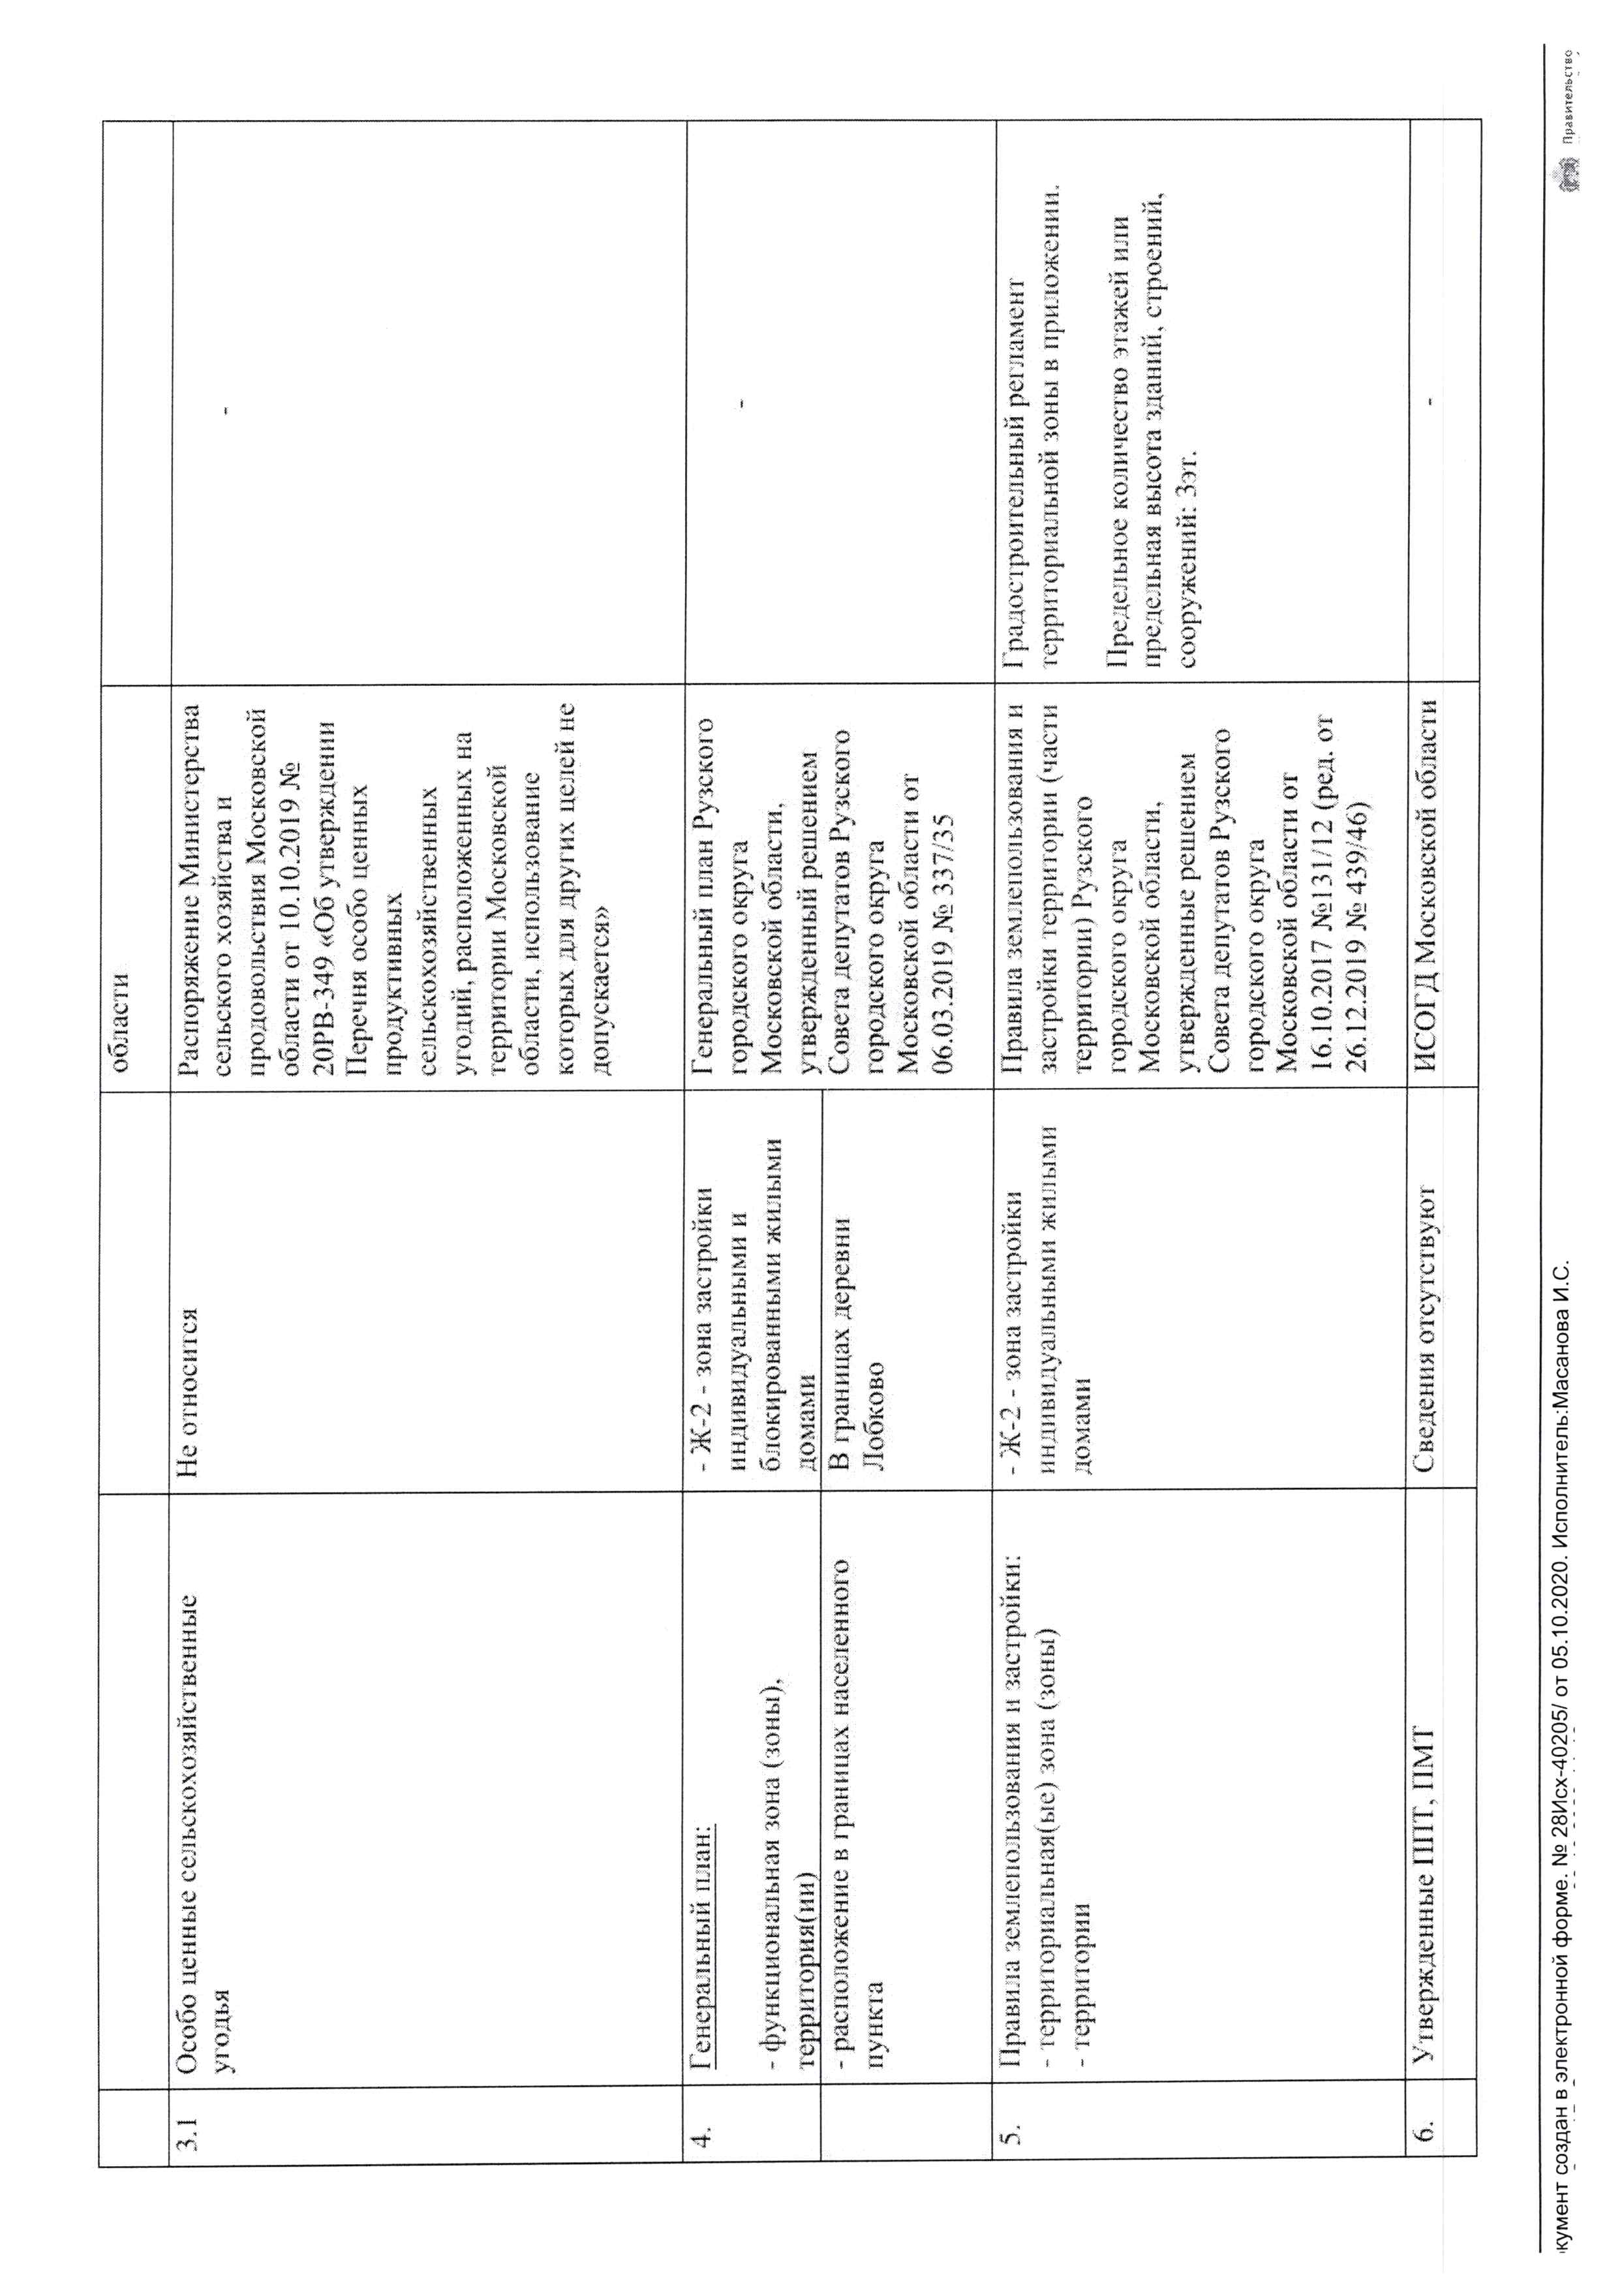 области
3.1
Особо ценные сельскохозяйственные
угодья
Не относится
Распоряжение Министерства
сельского хозяйства и
продовольствия Московской
области от 10.10.2019 №
20РВ-349 «Об утверждении
Перечня особо ценных
продуктивных
сельскохозяйственных
угодий, расположенных на
территории Московской
области, использование
которых для других целей не
допускается»
-
4.
Генеральный план:
- функциональная зона (зоны),
территория(ии)
- Ж-2 - зона застройки
индивидуальными и
блокированными жилыми
домами
Генеральный план Рузского
городского округа
Московской области,
утвержденный решением
Совета депутатов Рузского
городского округа
Московской области от
06.03.2019 № 337/35
-
- расположение в границах населенного
пункта
В границах деревни
Лобково
5.
Правила землепользования и застройки:
- территориальная(ые) зона (зоны)
- территории
- Ж-2 - зона застройки
индивидуальными жилыми
домами
Правила землепользования и
застройки территории (части
территории) Рузского
городского округа
Московской области,
утвержденные решением
Совета депутатов Рузского
городского округа
Московской области от
16.10.2017 №131/12 (ред. от
26.12.2019 № 439/46)
Градостроительный регламент
территориальной зоны в приложении.
Предельное количество этажей или
предельная высота зданий, строений,
сооружений: 3эт.
6.
Утвержденные ППТ, ПМТ
Сведения отсутствуют
ИСОГД Московской области
-
кумент создан в электронной форме. № 28Исх-40205/ от 05.10.2020. Исполнитель:Масанова И.С.
Правительство